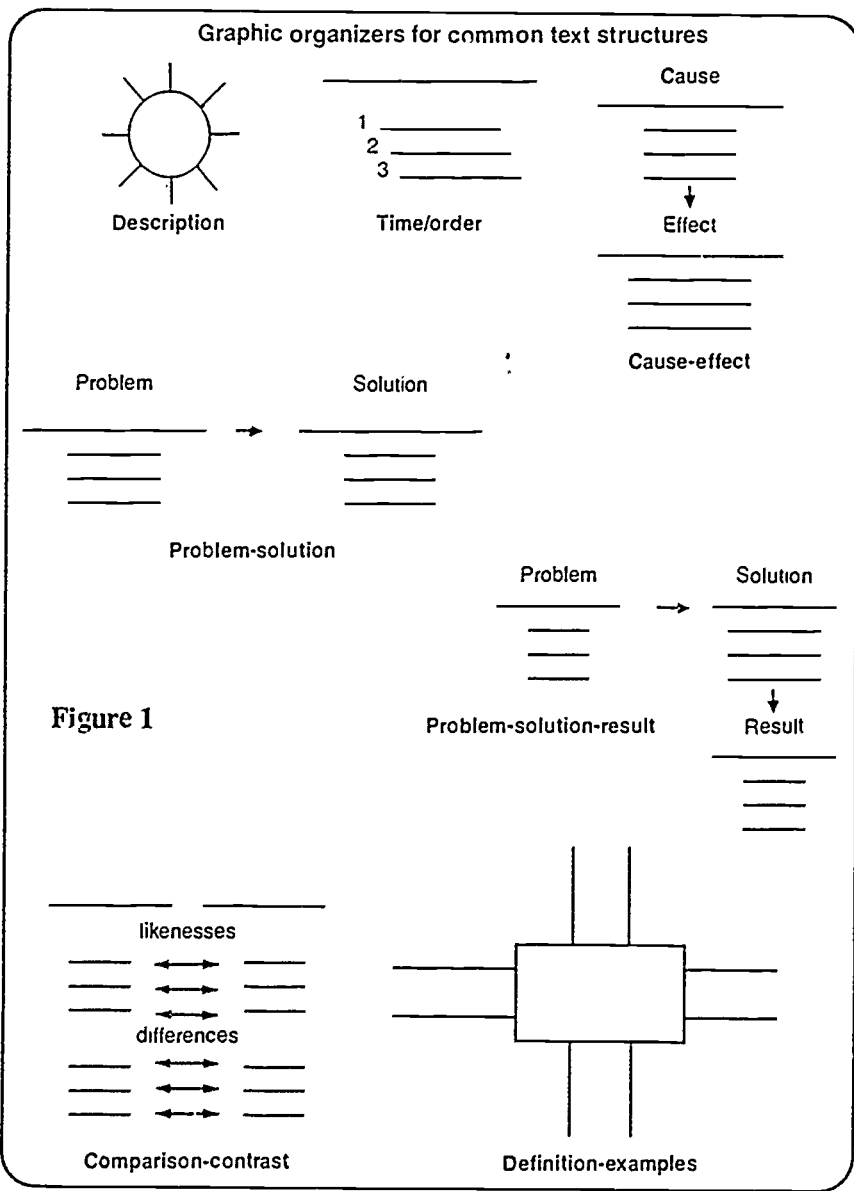 Graphic organizers for common text structures
Description
1
2
3
Time/order
Cause
Effect
Cause-effect
Problem
Solution
Problem-solution
Problem
Solution
Result
Problem-solution-result
Figure 1
likenesses
differences
Comparison-contrast
Definition-examples